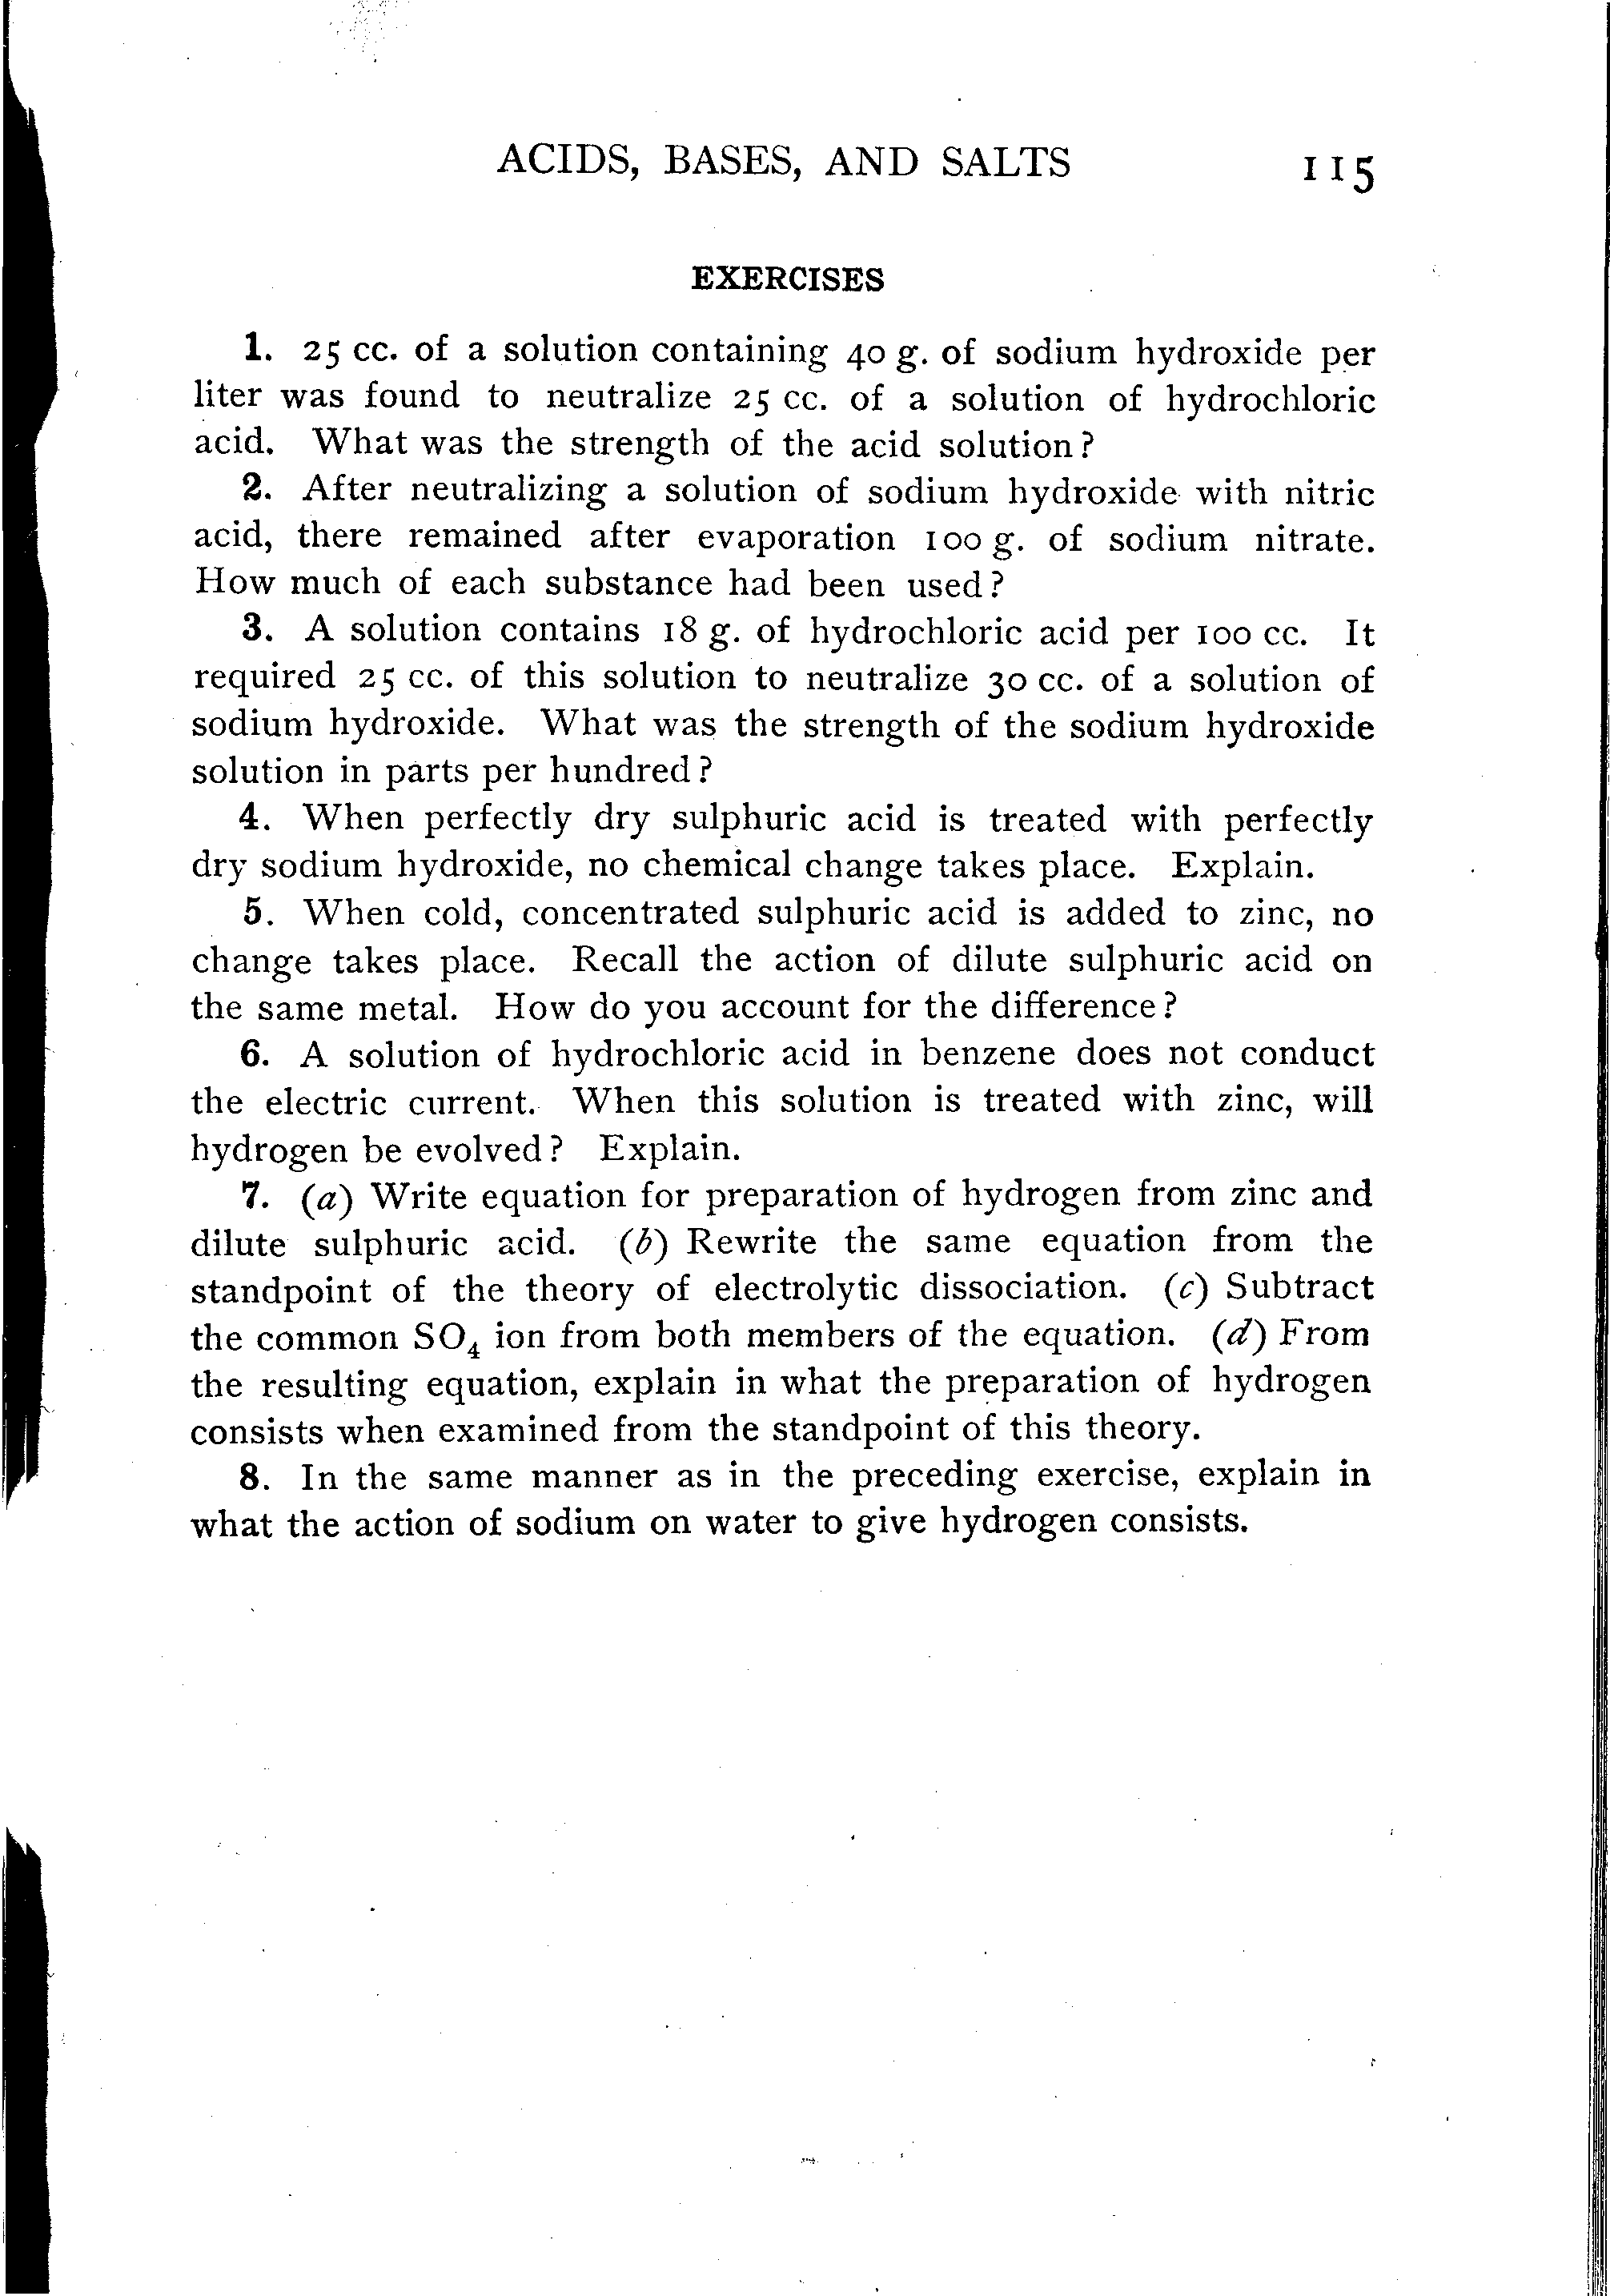 ACIDS, BASES, AND SALTS 115
EXERCISES
1. 25 cc. of a solution containing 40 g. of sodium hydroxide per
liter was found to neutralize 25 cc. of a solution of hydrochloric
acid. What was the strength of the acid solution?
2. After neutralizing a solution of sodium hydroxide with nitric
acid, there remained after evaporation 100 g. of sodium nitrate.
How much of each substance had been used?
3. A solution contains 18 g. of hydrochloric acid per 100 cc. It
required 25 cc. of this solution to neutralize 30 cc. of a solution of
sodium hydroxide. What was the strength of the sodium hydroxide
solution in parts per hundred?
4. When perfectly dry sulphuric acid is treated with perfectly
dry sodium hydroxide, no chemical change takes place. Explain.
5. When cold, concentrated sulphuric acid is added to zinc, no
change takes place. Recall the action of dilute sulphuric acid on
the same metal. How do you account for the difference?
6. A solution of hydrochloric acid in benzene does not conduct
the electric current. When this solution is treated with zinc, will
hydrogen be evolved? Explain.
7. (a) Write equation for preparation of hydrogen from zinc and
dilute sulphuric acid. (b) Rewrite the same equation from the
standpoint of the theory of electrolytic dissociation. (c) Subtract
the common SO₄ ion from both members of the equation. (d) From
the resulting equation, explain in what the preparation of hydrogen
consists when examined from the standpoint of this theory.
8. In the same manner as in the preceding exercise, explain in
what the action of sodium on water to give hydrogen consists.